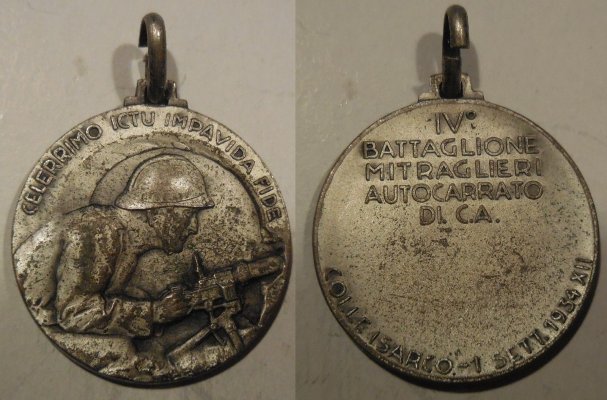 CELERRIMO ICTU IMPAVIDA FIDE
IV°
BATTAGLIONE
MITRAGLIERI
AUTOCARRATO
DI C.A.
COLLE ISARCO - 1 SETT. 1934 XII